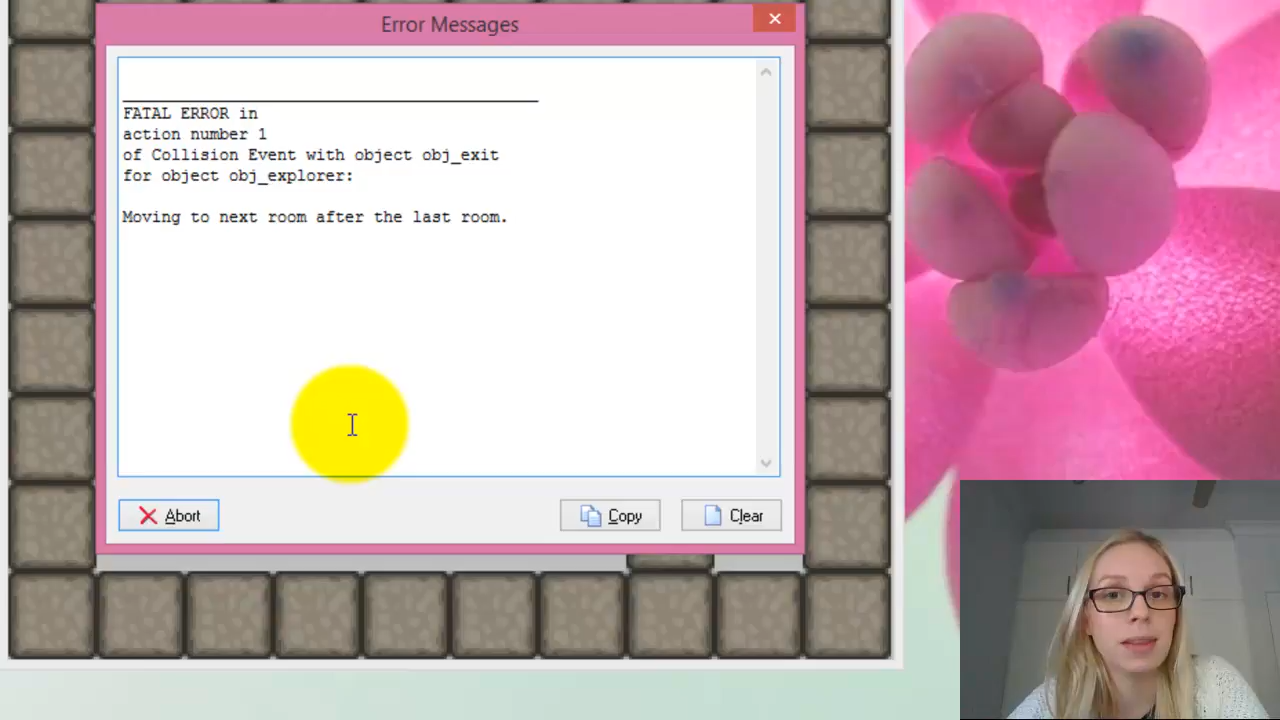 Error Messages
FATAL ERROR in
action number 1
of Collision Event with object obj_exit
for object obj_explorer:
Moving to next room after the last room.
Abort
Copy
Clear